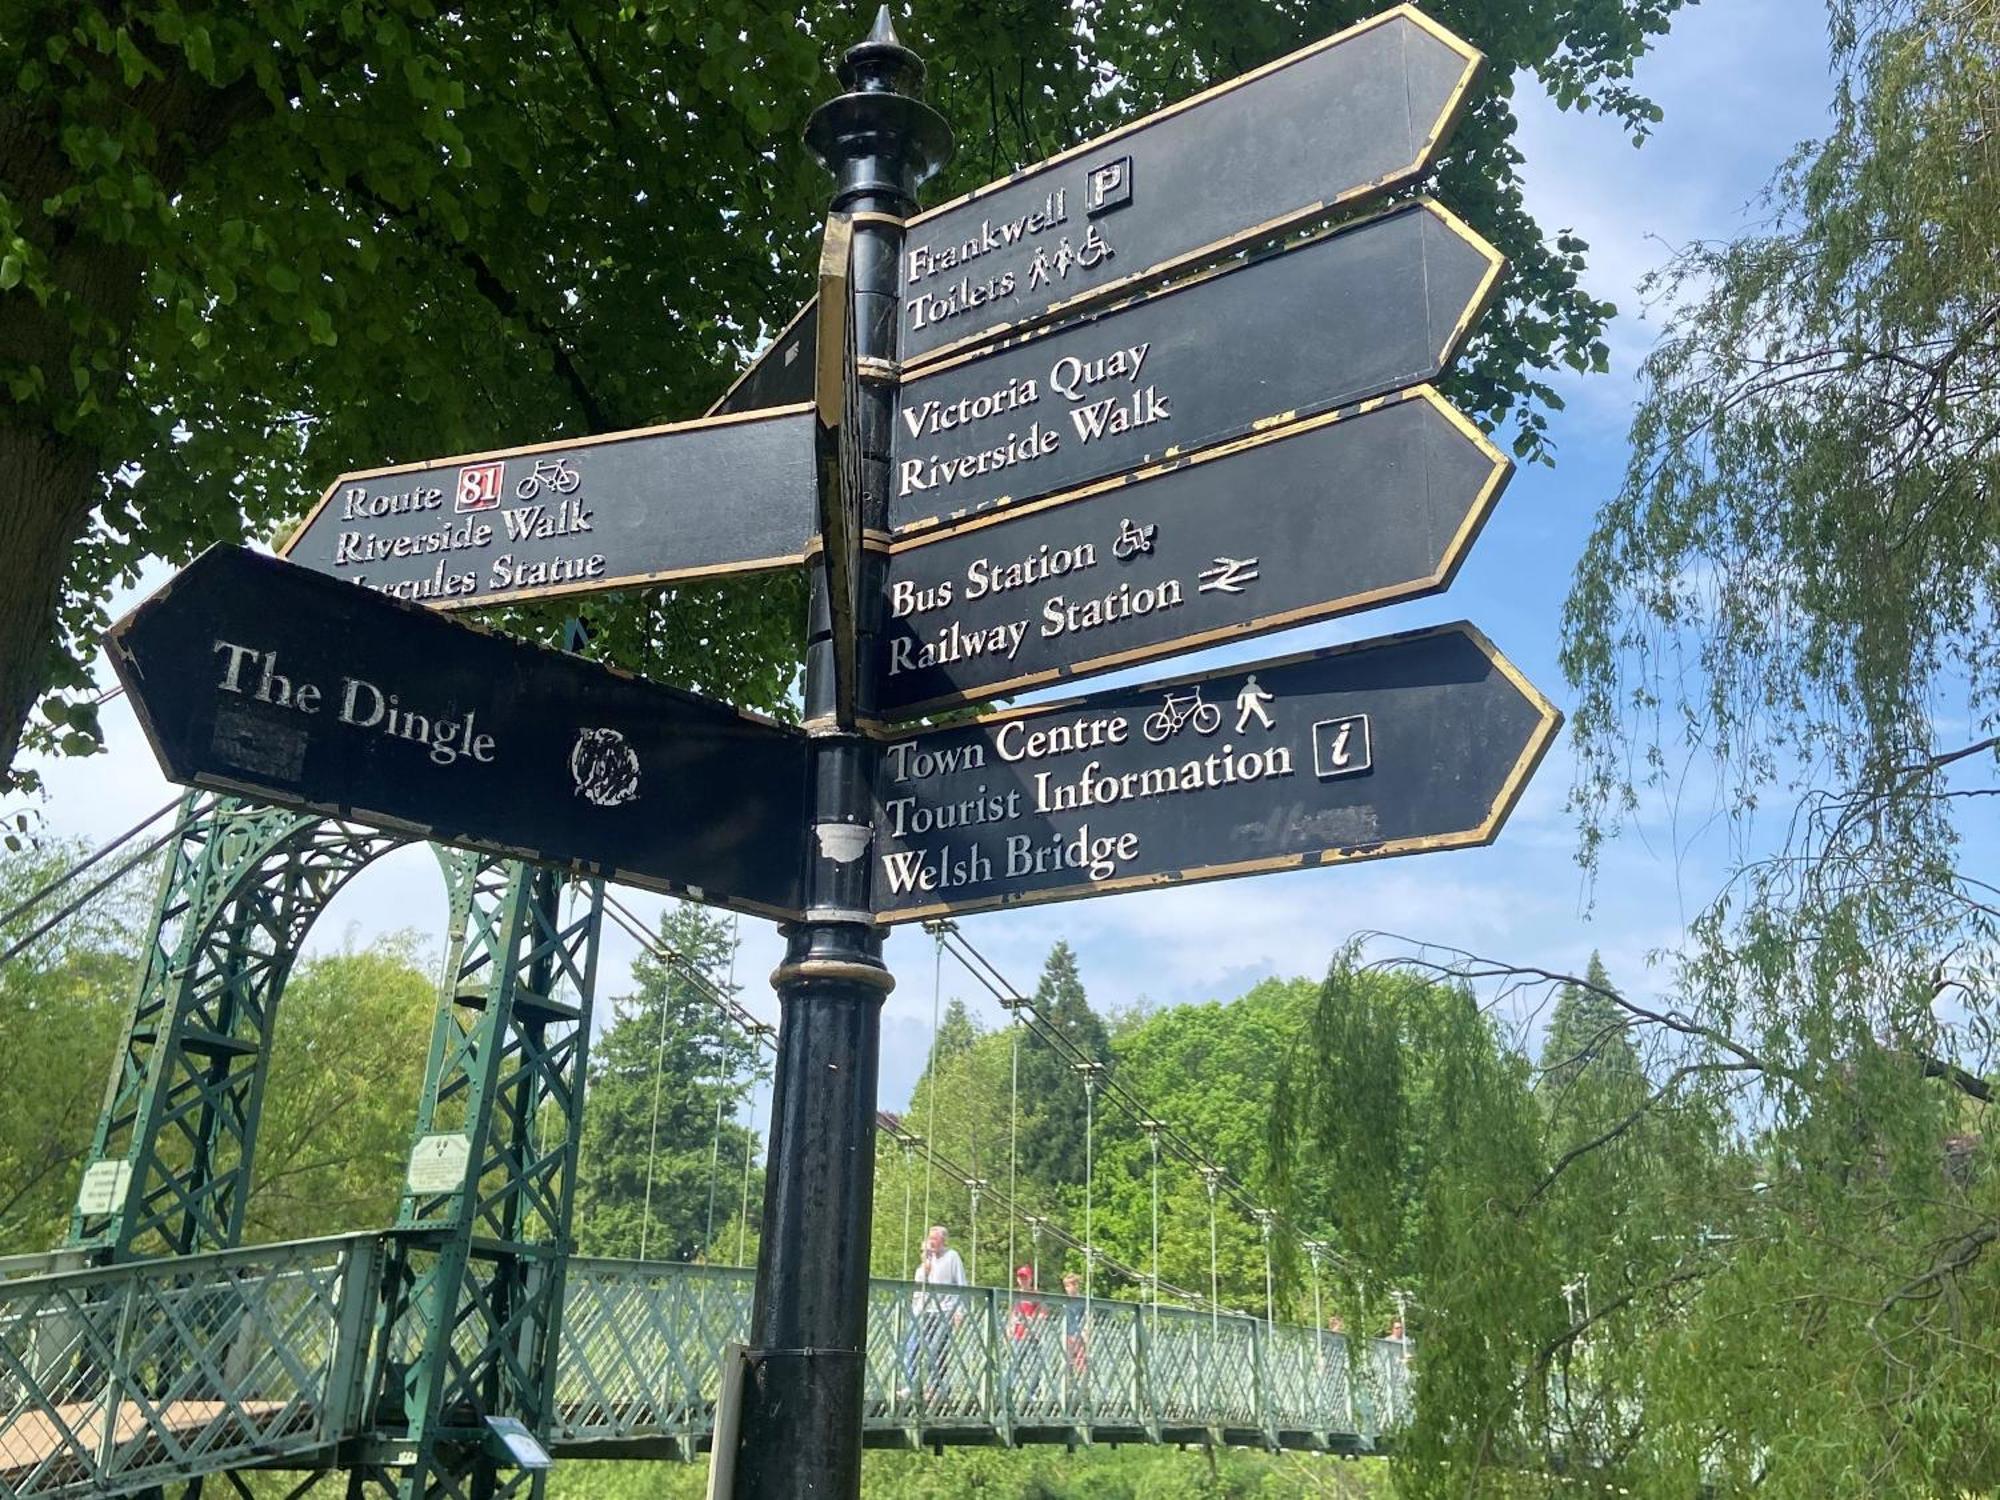 Frankwell P
Toilets
Victoria Quay
Riverside Walk
Route 81
Riverside Walk
Statue
Bus Station
Railway Station
The Dingle
Town Centre
Tourist Information i
Welsh Bridge